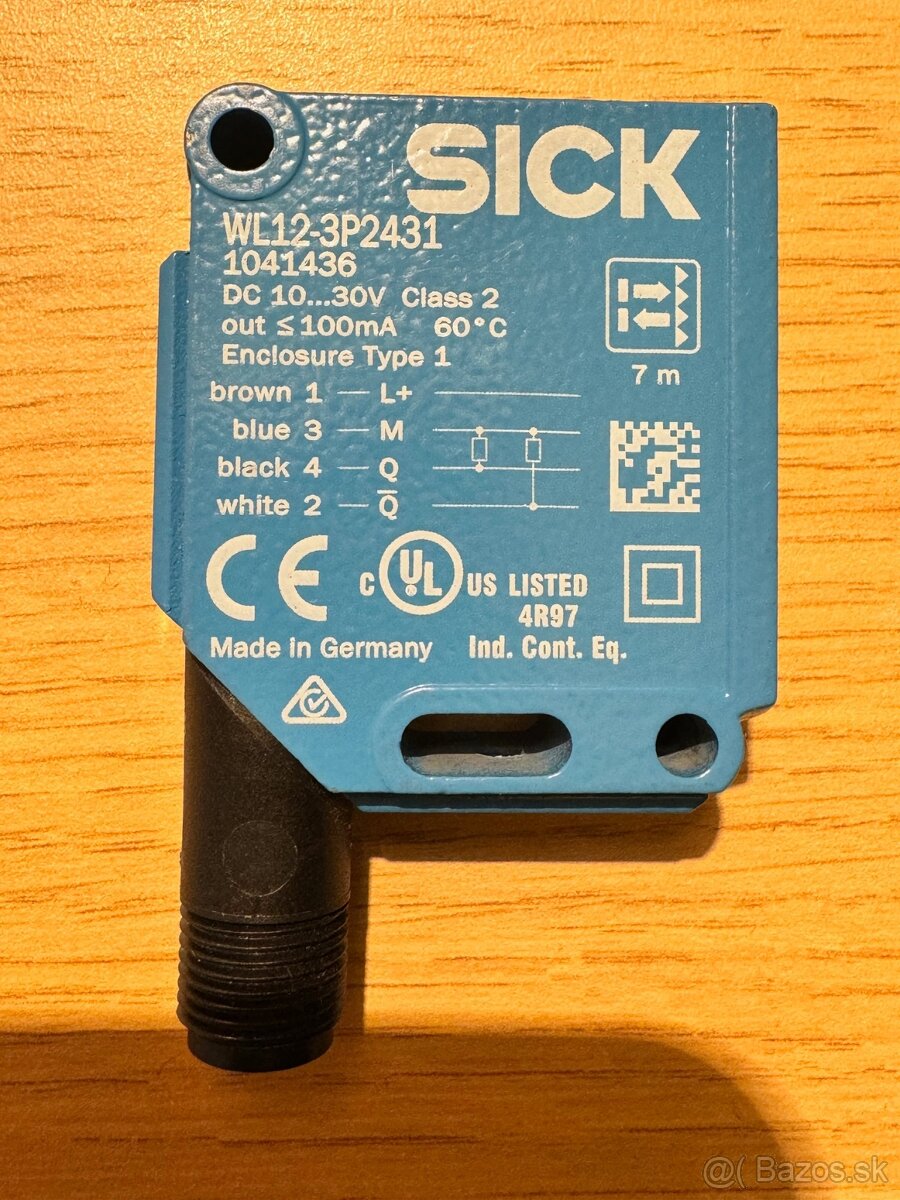 SICK
WL12-3P2431
1041436
DC 10...30V Class 2
out ≤ 100mA 60°C
Enclosure Type 1
7 m
brown 1 — L+
blue 3 — M
black 4 — Q
white 2 — Q̅
CE
C UL US LISTED
4R97
Made in Germany Ind. Cont. Eq.
@( Bazos.sk